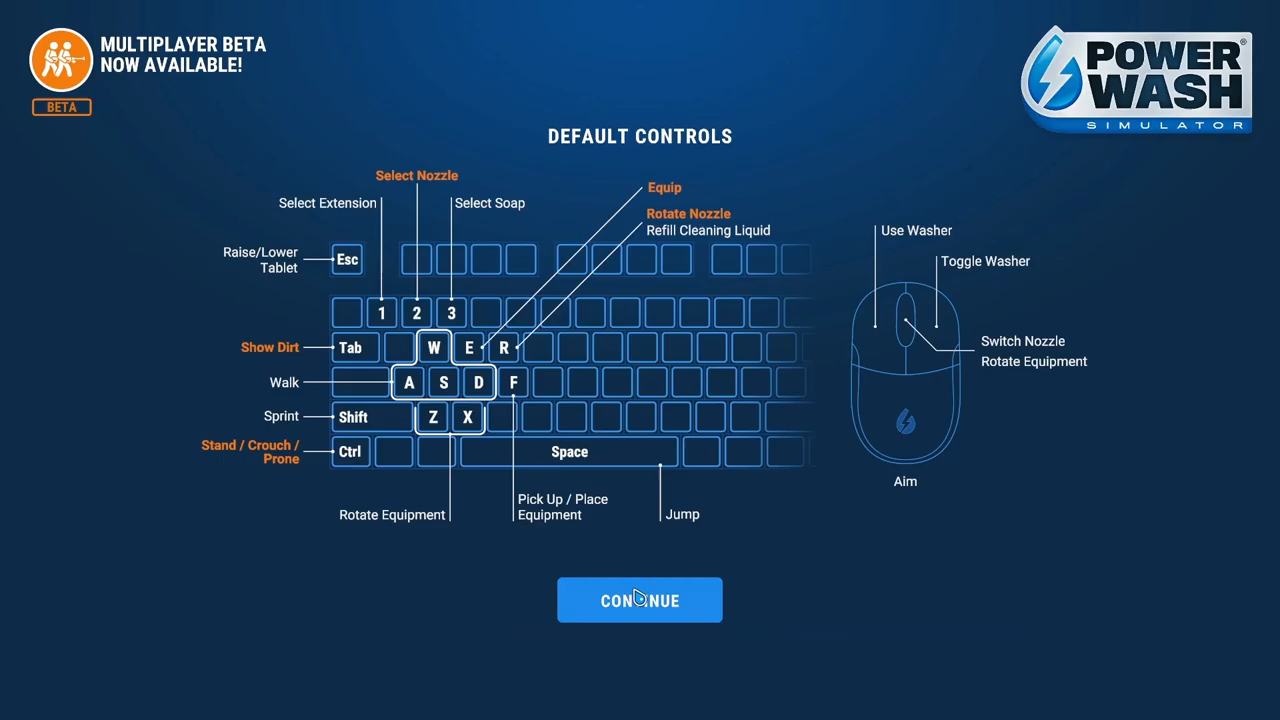 MULTIPLAYER BETA
NOW AVAILABLE!
BETA
POWER
WASH®
SIMULATOR
DEFAULT CONTROLS
Select Nozzle
Equip
Select Extension
Select Soap
Rotate Nozzle
Refill Cleaning Liquid
Use Washer
Raise/Lower
Tablet
Esc
Toggle Washer
1 2 3
Show Dirt
Tab W E R
Switch Nozzle
Rotate Equipment
Walk
A S D F
Sprint
Shift Z X
Stand / Crouch /
Prone
Ctrl Space
Aim
Rotate Equipment
Pick Up / Place
Equipment
Jump
CONTINUE